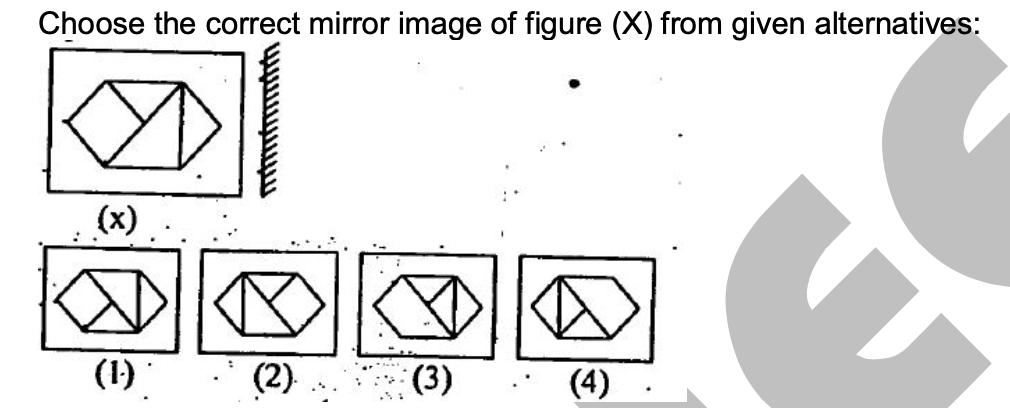 Choose the correct mirror image of figure (X) from given alternatives:
(x)
(1) (2) (3) (4)